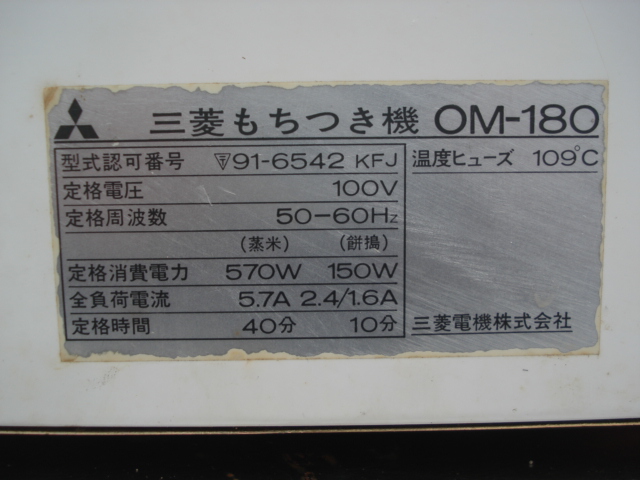 三菱もちつき機 OM-180
型式認可番号 ▽〒91-6542 KFJ
温度ヒューズ 109℃
定格電圧 100V
定格周波数 50-60Hz
(蒸米) (餅搗)
定格消費電力 570W 150W
全負荷電流 5.7A 2.4/1.6A
定格時間 40分 10分
三菱電機株式会社